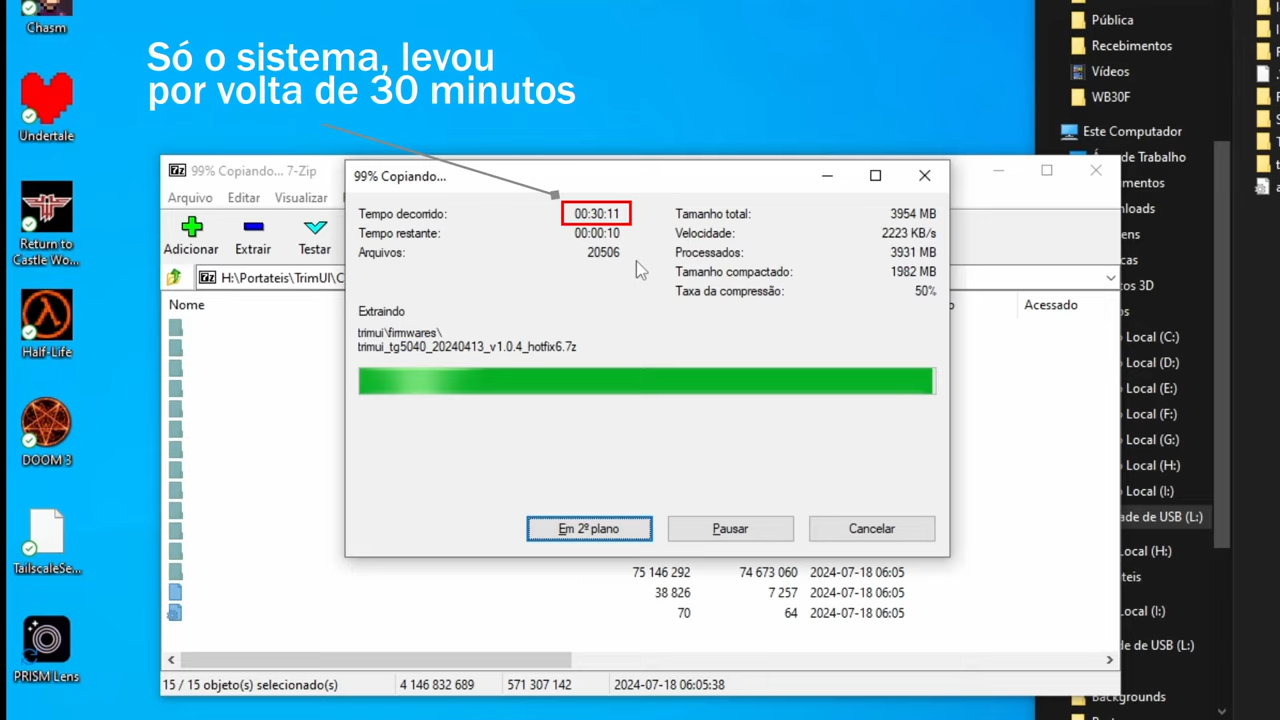 Chasm
Undertale
Return to
Castle Wo...
Half-Life
DOOM 3
TailscaleSe...
PRISM Lens
Só o sistema, levou
por volta de 30 minutos
99% Copiando... 7-Zip
Arquivo Editar Visualizar
Adicionar Extrair Testar
H:\Portateis\TrimUI\C
Nome
Acessado
99% Copiando...
Tempo decorrido: 00:30:11
Tempo restante: 00:00:10
Arquivos: 20506
Tamanho total: 3954 MB
Velocidade: 2223 KB/s
Processados: 3931 MB
Tamanho compactado: 1982 MB
Taxa da compressão: 50%
Extraindo
trimui\firmwares\
trimui_tg5040_20240413_v1.0.4_hotfix6.7z
Em 2º plano Pausar Cancelar
75 146 292 74 673 060 2024-07-18 06:05
38 826 7 257 2024-07-18 06:05
70 64 2024-07-18 06:05
15 / 15 objeto(s) selecionado(s) 4 146 832 689 571 307 142 2024-07-18 06:05:38
Pública
Recebimentos
Vídeos
WB30F
Este Computador
de Trabalho
mentos
nloads
ens
cas
os 3D
os
o Local (C:)
o Local (D:)
o Local (E:)
o Local (F:)
o Local (G:)
o Local (H:)
o Local (I:)
ade de USB (L:)
ocal (H:)
teis
ocal (I:)
de de USB (L:)
Backgrounds